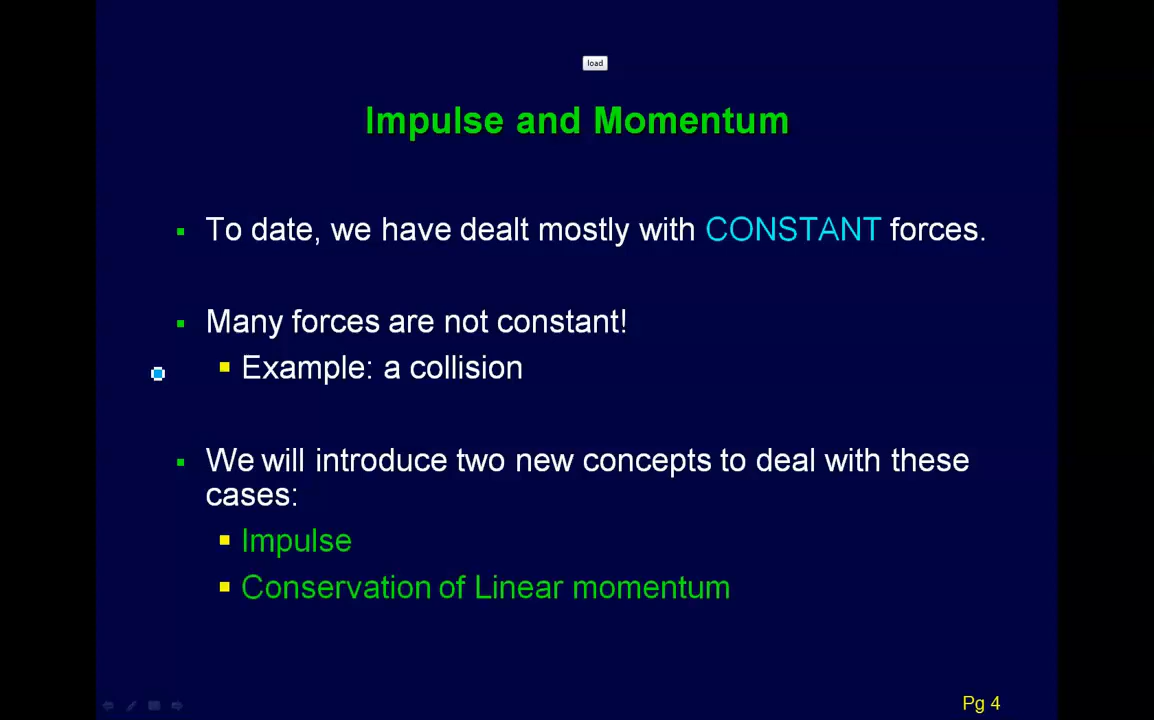 load
Impulse and Momentum
To date, we have dealt mostly with CONSTANT forces.
Many forces are not constant!
Example: a collision
We will introduce two new concepts to deal with these
cases:
Impulse
Conservation of Linear momentum
Pg 4